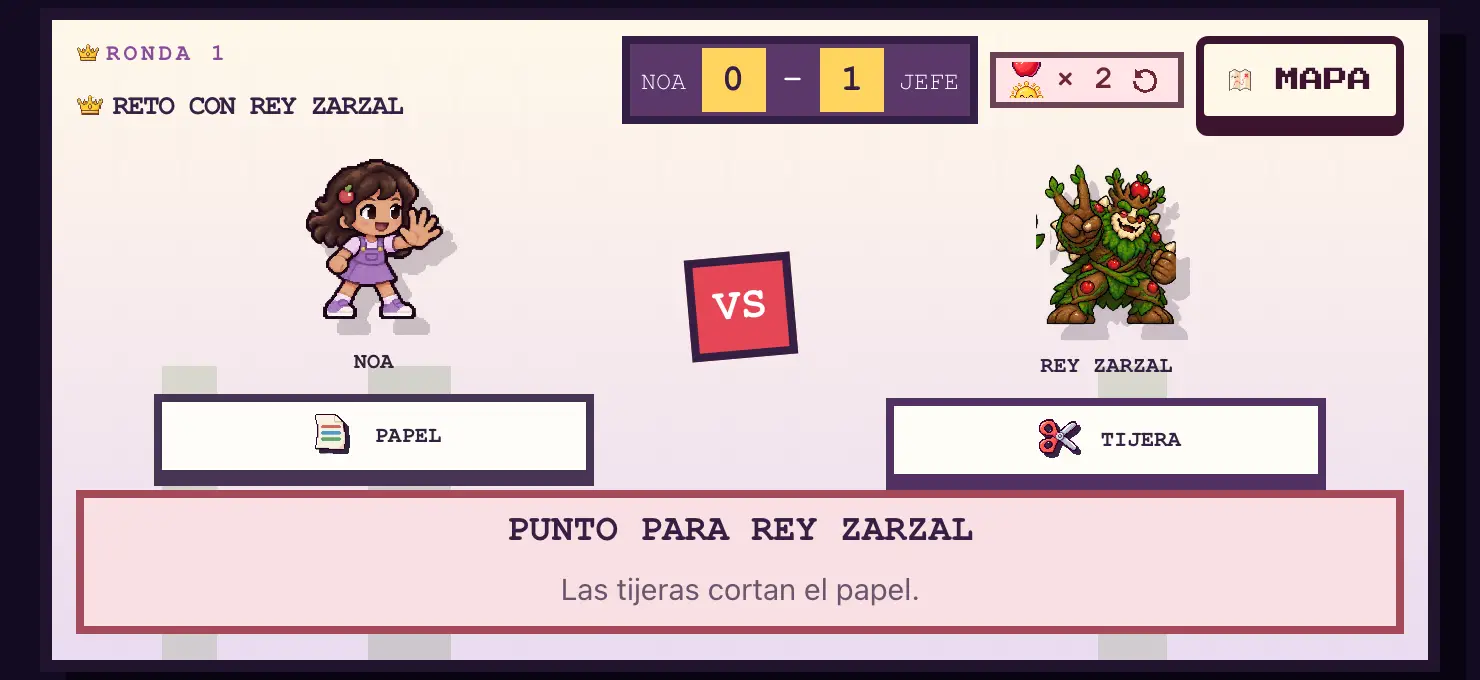 RONDA 1
RETO CON REY ZARZAL
NOA 0 – 1 JEFE
× 2
MAPA
VS
NOA
REY ZARZAL
PAPEL
TIJERA
PUNTO PARA REY ZARZAL
Las tijeras cortan el papel.